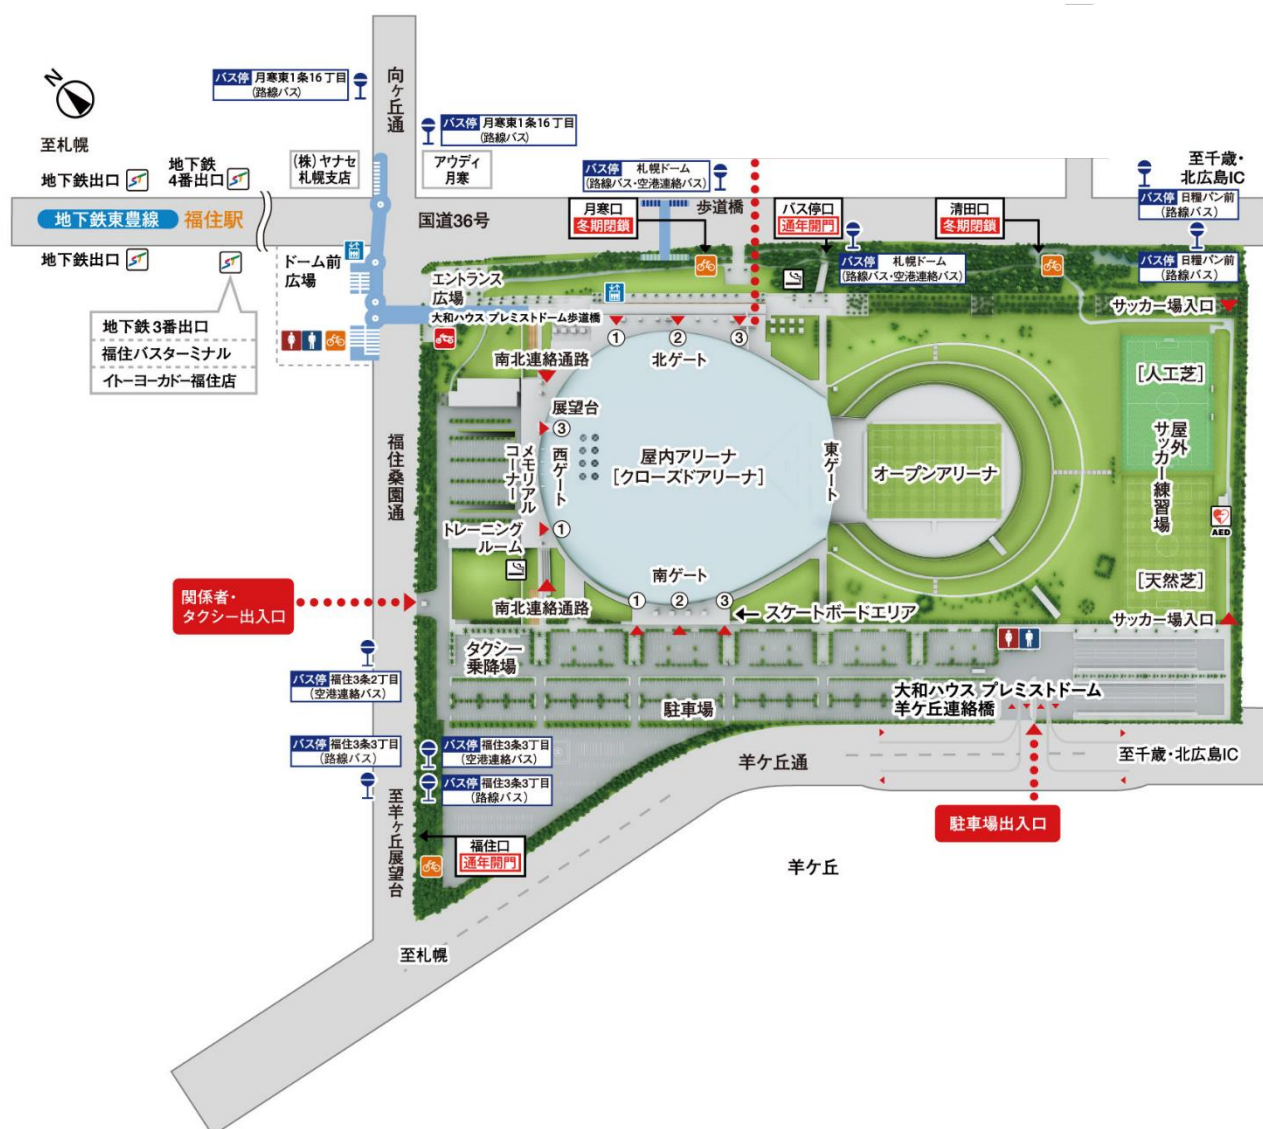 向ヶ丘通
N
バス停 月寒東1条16丁目
(路線バス)
バス停 月寒東1条16丁目
(路線バス)
至札幌
地下鉄出口
地下鉄
4番出口
(株)ヤナセ
札幌支店
アウディ
月寒
バス停 札幌ドーム
(路線バス・空港連絡バス)
至千歳・
北広島IC
バス停 日糧パン前
(路線バス)
地下鉄東豊線 福住駅
国道36号
月寒口
冬期閉鎖
歩道橋
バス停口
通年開門
清田口
冬期閉鎖
地下鉄出口
ドーム前
広場
エントランス
広場
バス停 札幌ドーム
(路線バス・空港連絡バス)
バス停 日糧パン前
(路線バス)
地下鉄3番出口
福住バスターミナル
イトーヨーカドー福住店
大和ハウス プレミストドーム歩道橋
サッカー場入口
① ② ③
北ゲート
南北連絡通路
[人工芝]
展望台
③
福住桑園通
メモリアル
コーナー
西ゲート
屋内アリーナ
[クローズドアリーナ]
東ゲート
オープンアリーナ
屋外
サッカー練習場
①
トレーニング
ルーム
AED
南ゲート
[天然芝]
関係者・
タクシー出入口
南北連絡通路
① ② ③
スケートボードエリア
サッカー場入口
タクシー
乗降場
バス停 福住3条2丁目
(空港連絡バス)
駐車場
大和ハウス プレミストドーム
羊ケ丘連絡橋
バス停 福住3条3丁目
(路線バス)
バス停 福住3条3丁目
(空港連絡バス)
バス停 福住3条3丁目
(路線バス)
羊ケ丘通
至千歳・北広島IC
至羊ヶ丘展望台
駐車場出入口
福住口
通年開門
羊ケ丘
至札幌